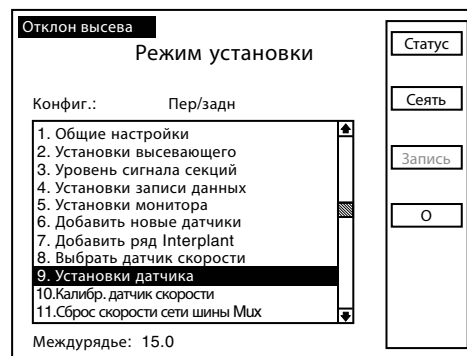 Отклон высева
Режим установки
Конфиг.: Пер/задн
1. Общие настройки
2. Установки высевающего
3. Уровень сигнала секций
4. Установки записи данных
5. Установки монитора
6. Добавить новые датчики
7. Добавить ряд Interplant
8. Выбрать датчик скорости
9. Установки датчика
10.Калибр. датчик скорости
11.Сброс скорости сети шины Mux
Междурядье: 15.0
Статус
Сеять
Запись
О